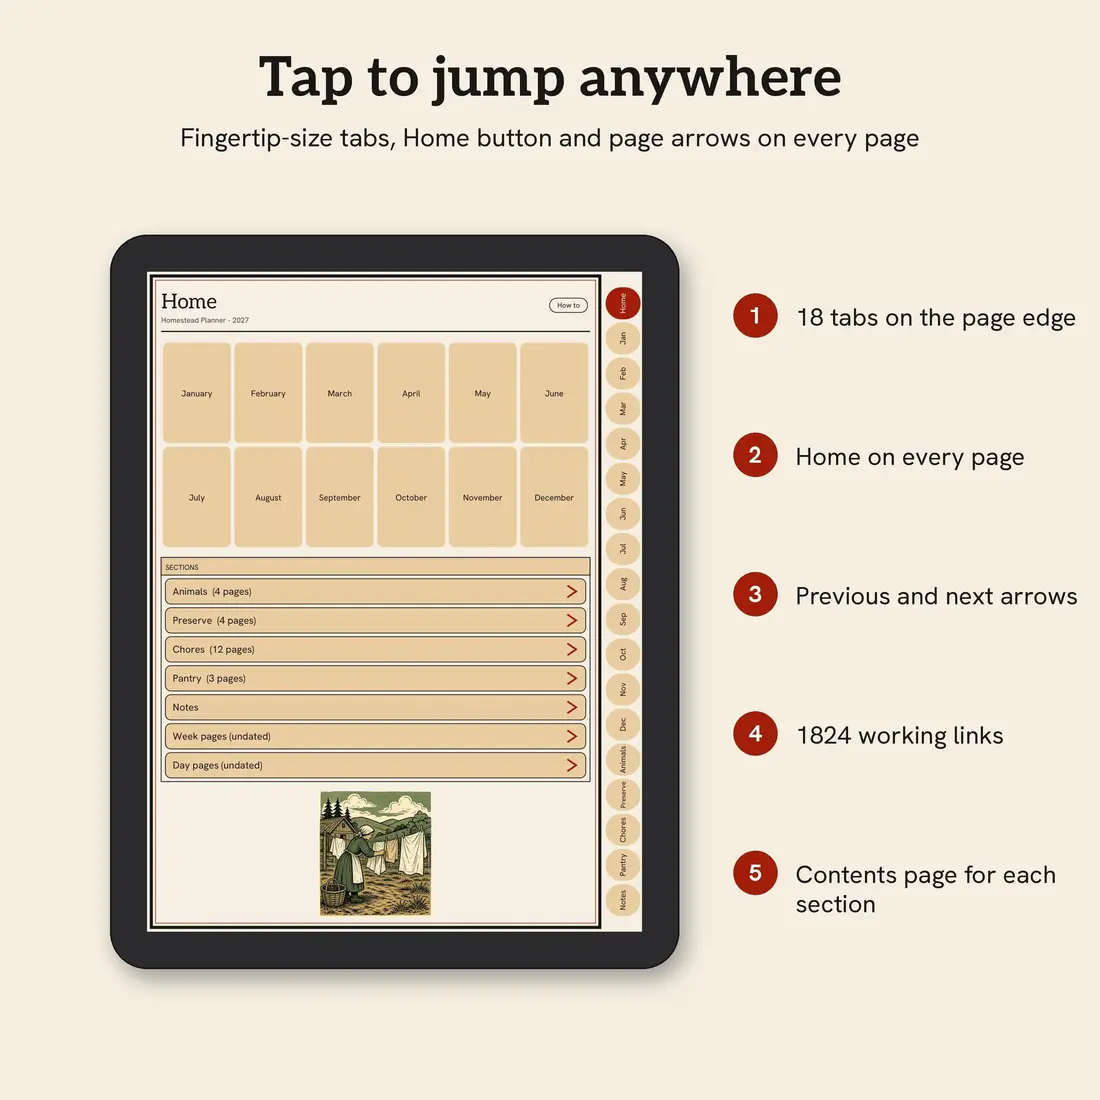 Tap to jump anywhere
Fingertip-size tabs, Home button and page arrows on every page
Home
How to
Homestead Planner - 2027
January
February
March
April
May
June
July
August
September
October
November
December
SECTIONS
Animals (4 pages)
Preserve (4 pages)
Chores (12 pages)
Pantry (3 pages)
Notes
Week pages (undated)
Day pages (undated)
Home
Jan
Feb
Mar
Apr
May
Jun
Jul
Aug
Sep
Oct
Nov
Dec
Animals
Preserve
Chores
Pantry
Notes
1
18 tabs on the page edge
2
Home on every page
3
Previous and next arrows
4
1824 working links
5
Contents page for each
section